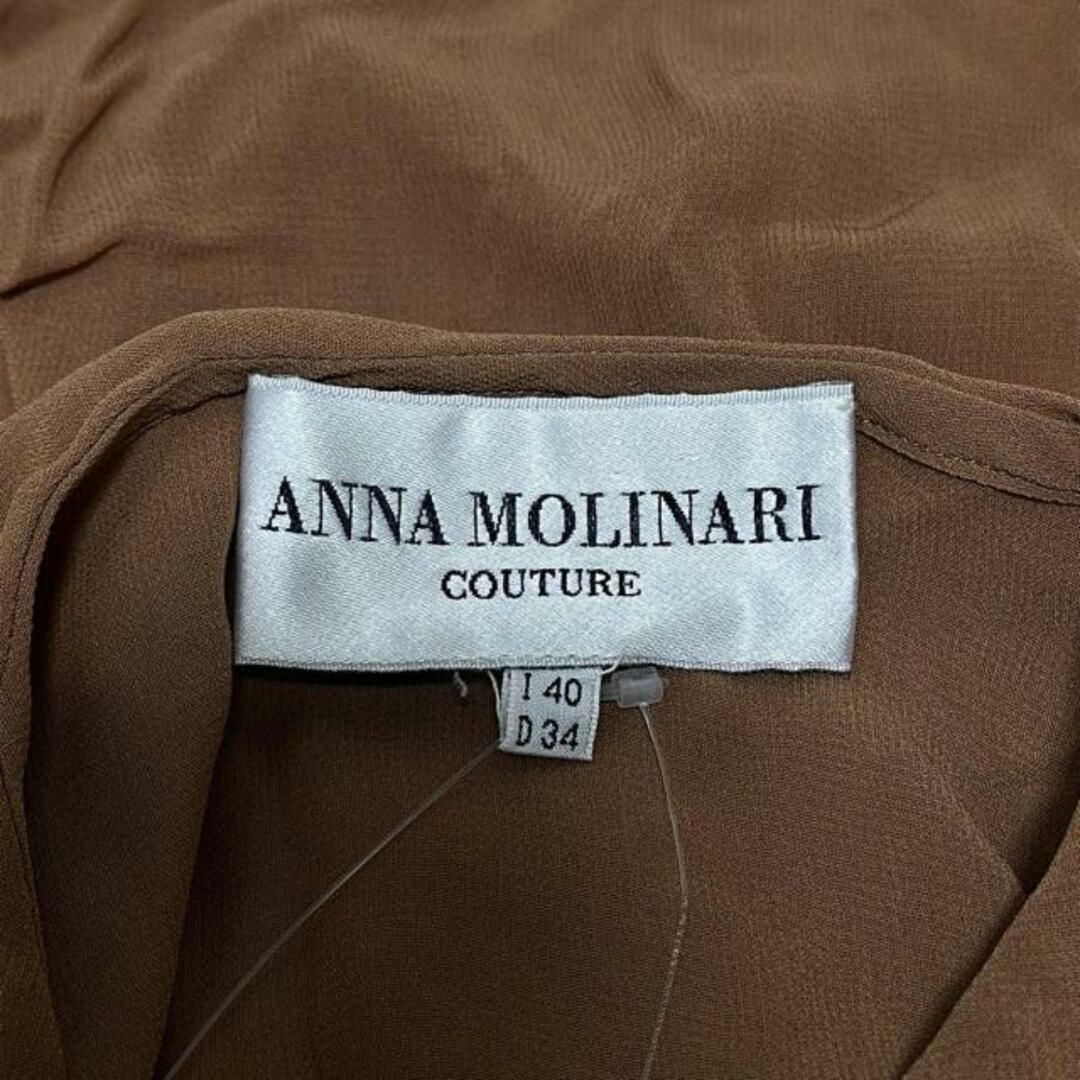 ANNA MOLINARI
COUTURE
I 40
D 34